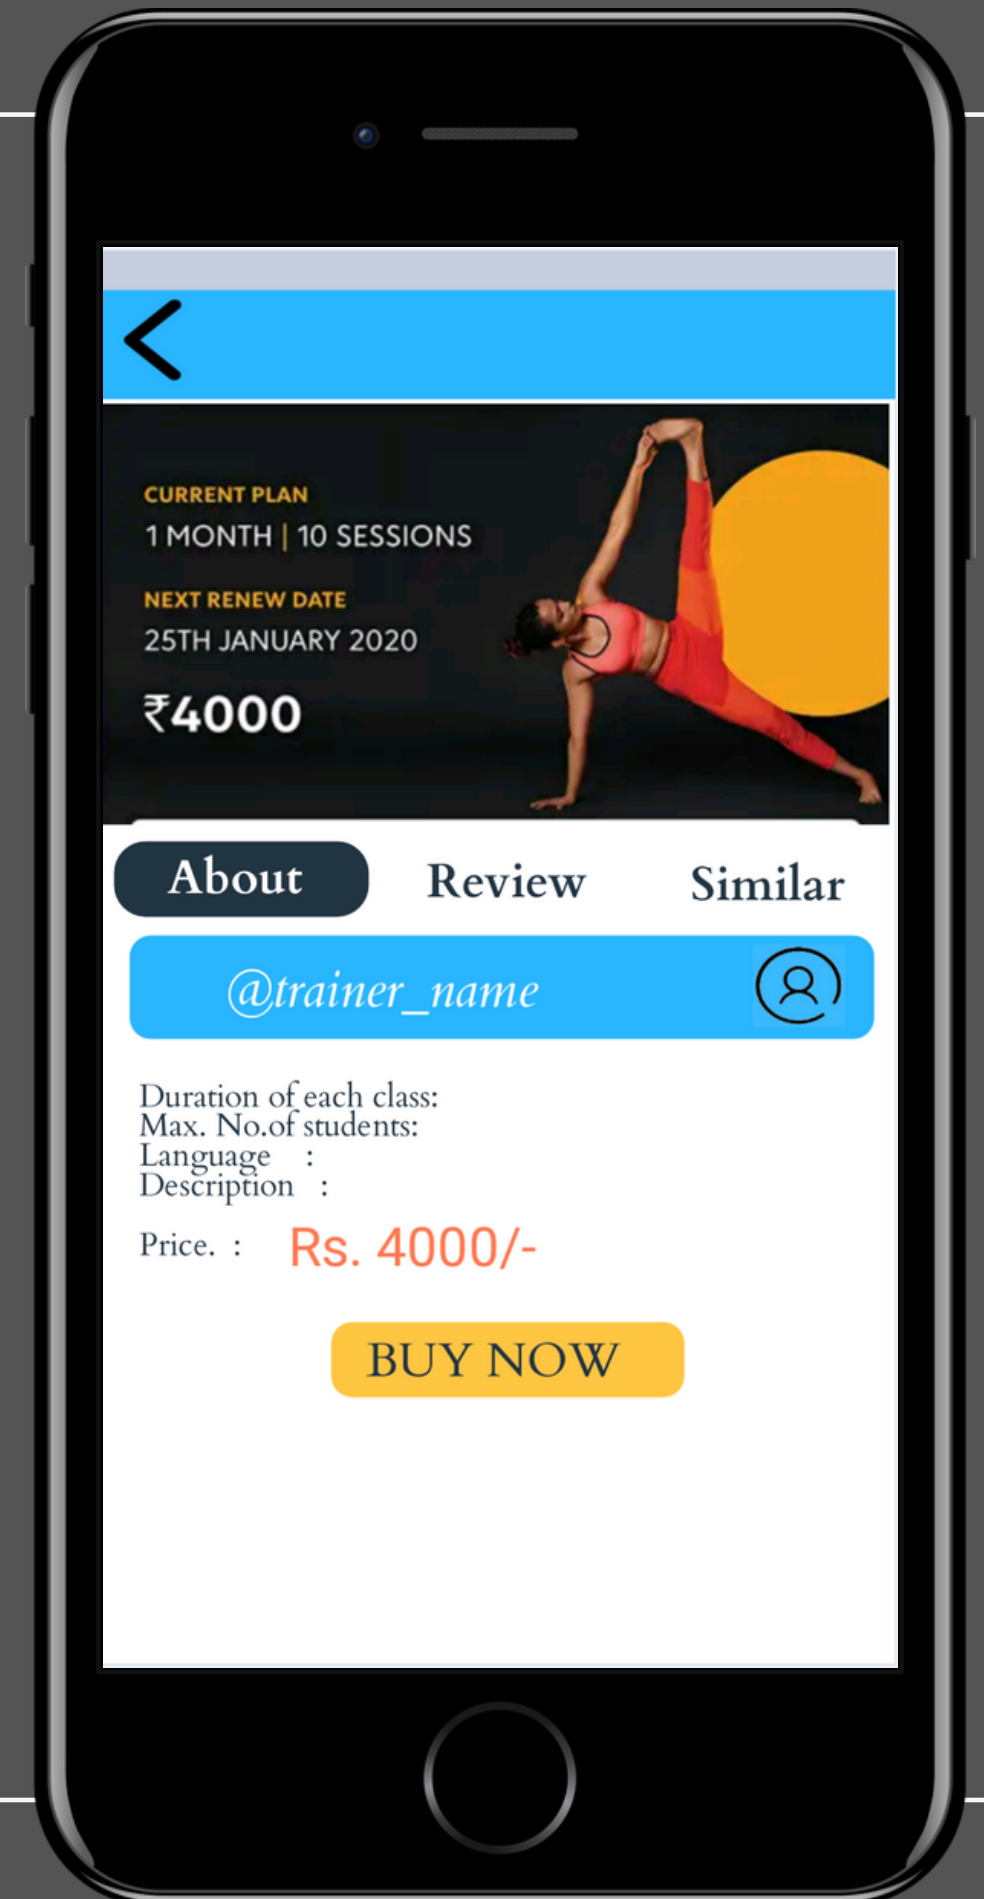 CURRENT PLAN
1 MONTH | 10 SESSIONS
NEXT RENEW DATE
25TH JANUARY 2020
₹4000
About Review Similar
@trainer_name
Duration of each class:
Max. No.of students:
Language :
Description :
Price. : Rs. 4000/-
BUY NOW